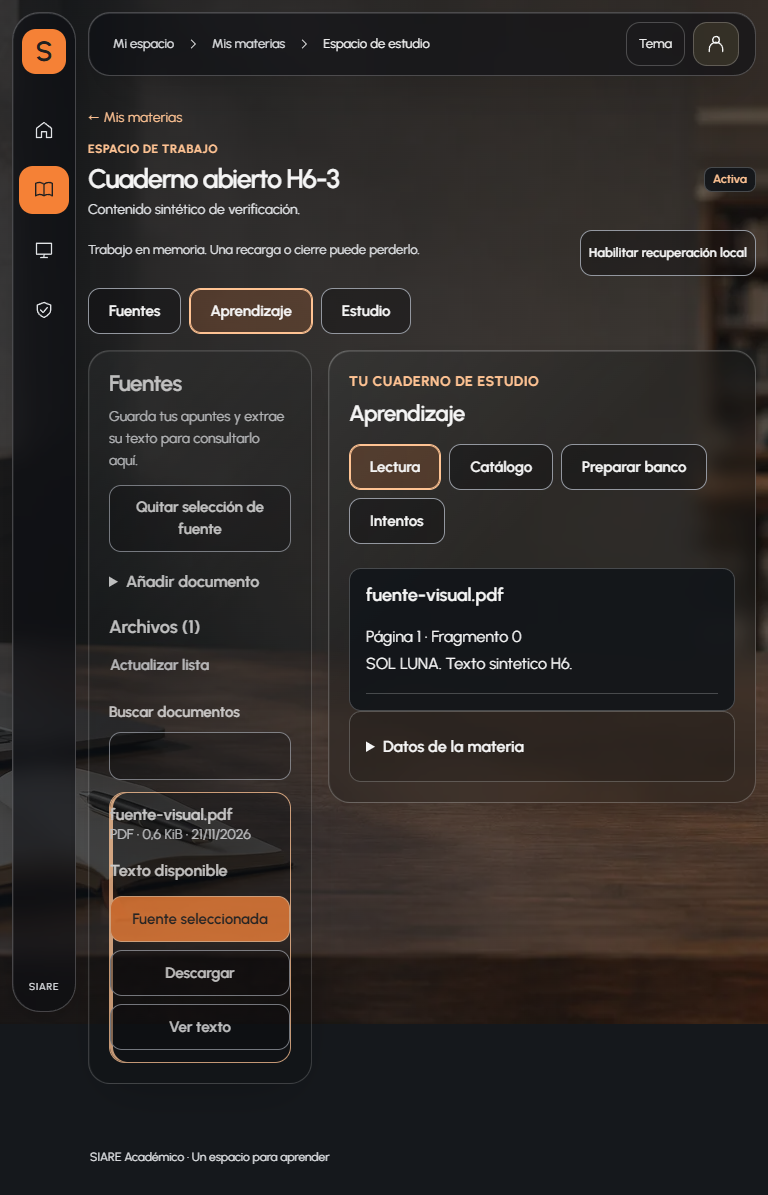 S
Mi espacio > Mis materias > Espacio de estudio
Tema
← Mis materias
ESPACIO DE TRABAJO
Cuaderno abierto H6-3
Activa
Contenido sintético de verificación.
Trabajo en memoria. Una recarga o cierre puede perderlo.
Habilitar recuperación local
Fuentes
Aprendizaje
Estudio
Fuentes
Guarda tus apuntes y extrae
su texto para consultarlo
aquí.
Quitar selección de
fuente
Añadir documento
Archivos (1)
Actualizar lista
Buscar documentos
fuente-visual.pdf
PDF · 0,6 KiB · 21/11/2026
Texto disponible
Fuente seleccionada
Descargar
Ver texto
TU CUADERNO DE ESTUDIO
Aprendizaje
Lectura
Catálogo
Preparar banco
Intentos
fuente-visual.pdf
Página 1 · Fragmento 0
SOL LUNA. Texto sintetico H6.
Datos de la materia
SIARE
SIARE Académico · Un espacio para aprender